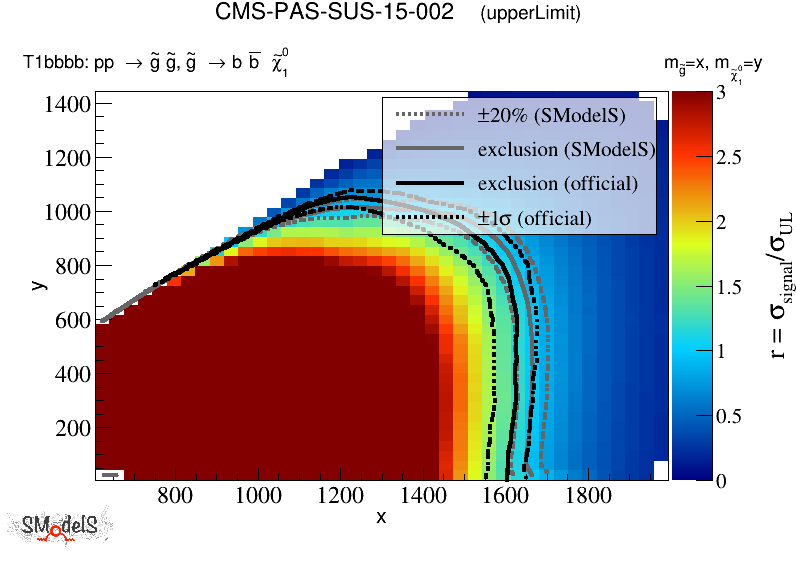 CMS-PAS-SUS-15-002 (upperLimit)
T1bbbb: pp → g̃ g̃, g̃ → b b̅ χ̃₁⁰
m_g̃=x, m_χ̃₁⁰=y
±20% (SModelS)
exclusion (SModelS)
exclusion (official)
±1σ (official)
1400
1200
1000
800
600
400
200
y
800 1000 1200 1400 1600 1800
x
3
2.5
2
1.5
1
0.5
0
r = σ_signal/σ_UL
SModelS